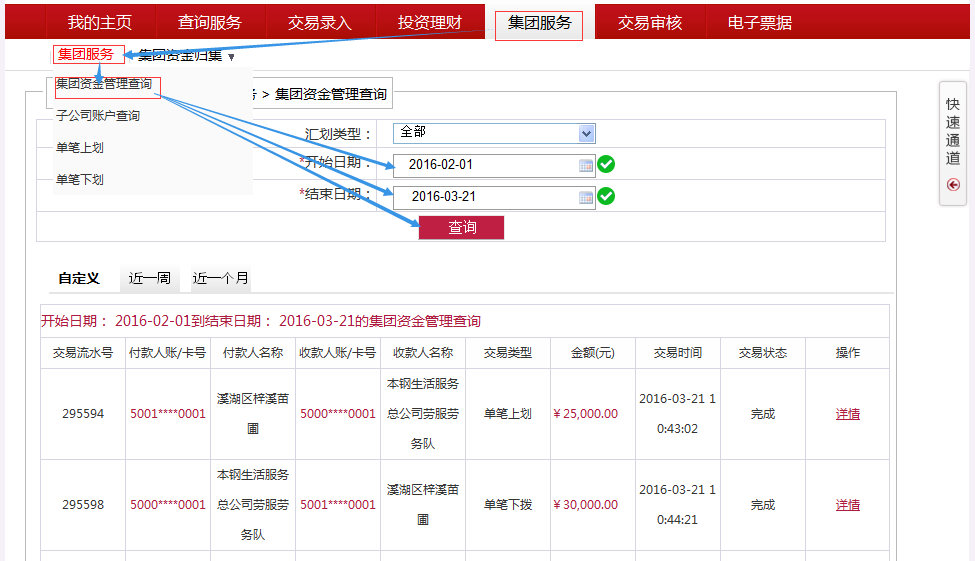 我的主页 查询服务 交易录入 投资理财 集团服务 交易审核 电子票据
集团服务 集团资金归集 ▼
集团资金管理查询
子公司账户查询
单笔上划
单笔下划
> 集团资金管理查询
汇划类型： 全部
*开始日期： 2016-02-01
*结束日期： 2016-03-21
查询
快
速
通
道
自定义 近一周 近一个月
开始日期： 2016-02-01到结束日期： 2016-03-21的集团资金管理查询
交易流水号 付款人账/卡号 付款人名称 收款人账/卡号 收款人名称 交易类型 金额(元) 交易时间 交易状态 操作
295594 5001****0001 溪湖区梓溪苗
圃 5000****0001 本钢生活服务
总公司劳服劳
务队 单笔上划 ￥25,000.00 2016-03-21 1
0:43:02 完成 详情
295598 5000****0001 本钢生活服务
总公司劳服劳
务队 5001****0001 溪湖区梓溪苗
圃 单笔下拨 ￥30,000.00 2016-03-21 1
0:44:21 完成 详情